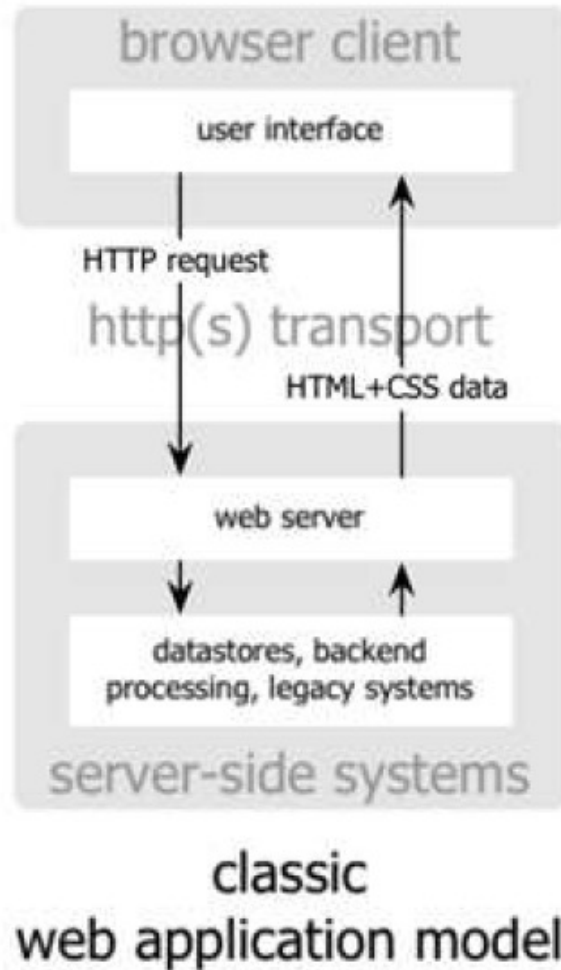 browser client
user interface
HTTP request
http(s) transport
HTML+CSS data
web server
datastores, backend
processing, legacy systems
server-side systems
classic
web application model